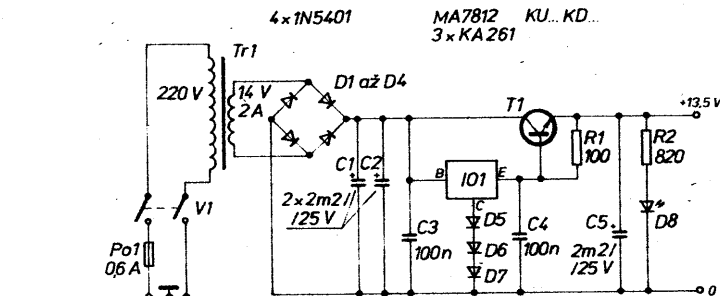 4 x 1N5401
MA7812 KU... KD...
3 x KA261
Tr1
220 V
14 V
2 A
D1 až D4
T1
+13,5 V
R1
100
R2
820
C1
C2
B
IO1
E
C
2 x 2m2/
/25 V
V1
C3
100n
D5
D6
D7
C4
100n
C5
2m2/
/25 V
D8
Po1
0,6 A
+
+
+
0